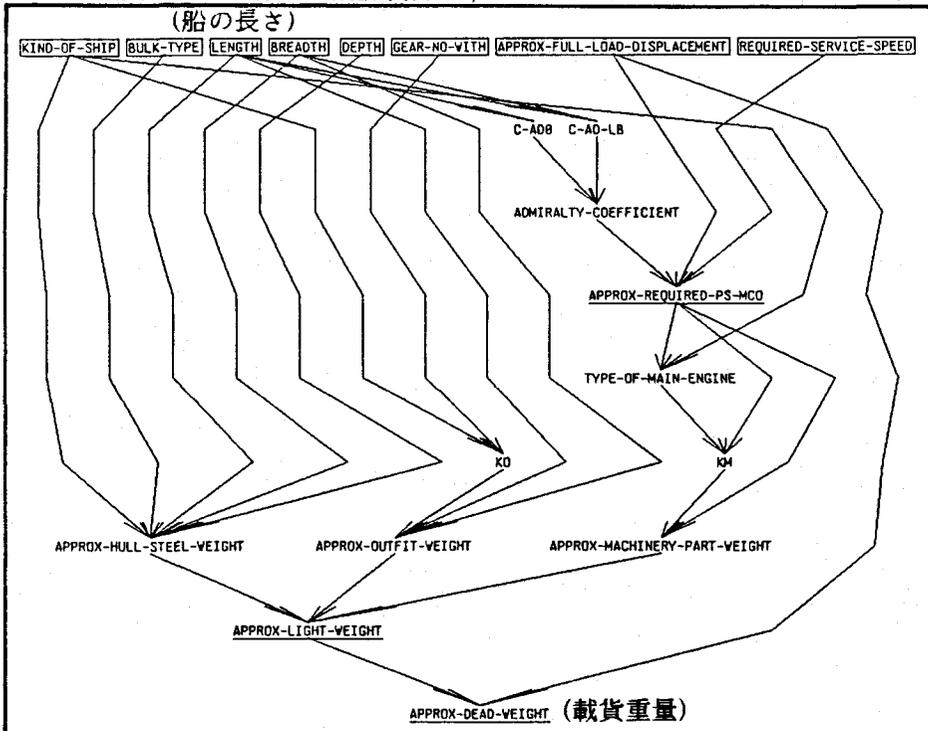 (船の長さ)
KIND-OF-SHIP BULK-TYPE LENGTH BREADTH DEPTH GEAR-NO-WITH APPROX-FULL-LOAD-DISPLACEMENT REQUIRED-SERVICE-SPEED
C-AD0 C-AD-LB
ADMIRALTY-COEFFICIENT
APPROX-REQUIRED-PS-MCO
TYPE-OF-MAIN-ENGINE
KO KM
APPROX-HULL-STEEL-WEIGHT APPROX-OUTFIT-WEIGHT APPROX-MACHINERY-PART-WEIGHT
APPROX-LIGHT-WEIGHT
APPROX-DEAD-WEIGHT (載貨重量)